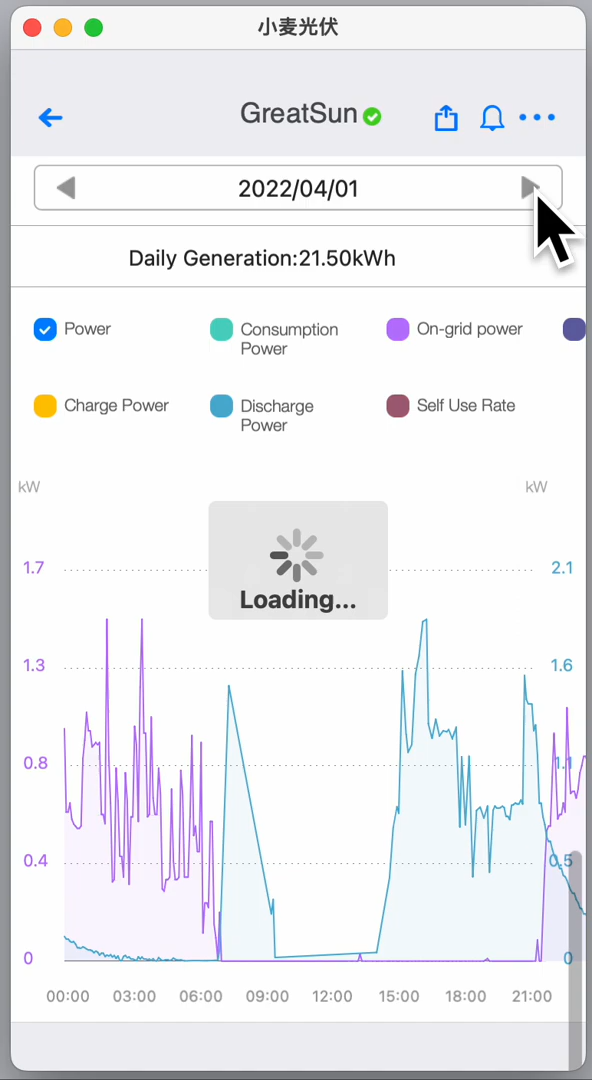 小麦光伏
GreatSun
2022/04/01
Daily Generation:21.50kWh
Power
Consumption
Power
On-grid power
Charge Power
Discharge
Power
Self Use Rate
kW
kW
Loading...
1.7
2.1
1.3
1.6
0.8
1.1
0.4
0.5
0
0
00:00 03:00 06:00 09:00 12:00 15:00 18:00 21:00